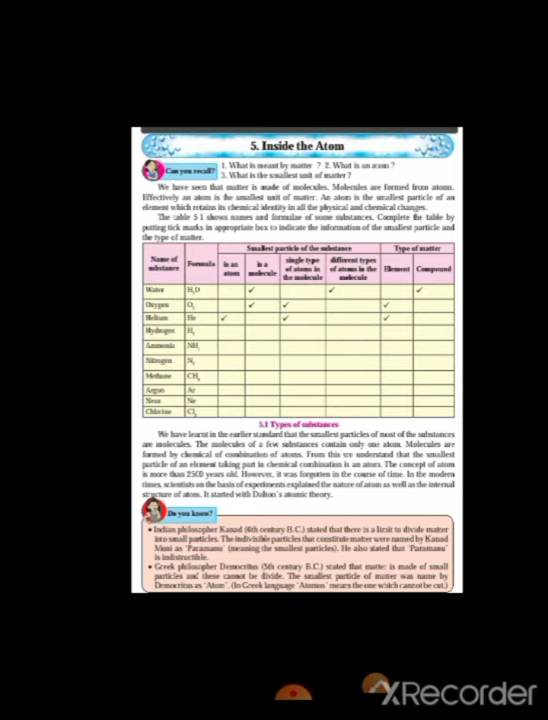 5. Inside the Atom
Can you recall?
1. What is meant by matter ? 2. What is an atom ?
3. What is the smallest unit of matter ?
We have seen that matter is made of molecules. Molecules are formed from atoms.
Effectively an atom is the smallest unit of matter. An atom is the smallest particle of an
element which retains its chemical identity in all the physical and chemical changes.
The table 5.1 shows names and formulae of some substances. Complete the table by
putting tick marks in appropriate box to indicate the information of the smallest particle and
the type of matter.
Name of substance Formula Smallest particle of the substance Type of matter
is an atom is a molecule single type of atoms in the molecule different types of atoms in the molecule Element Compound
Water H₂O ✓ ✓ ✓
Oxygen O₂ ✓ ✓ ✓
Helium He ✓ ✓ ✓
Hydrogen H₂
Ammonia NH₃
Nitrogen N₂
Methane CH₄
Argon Ar
Neon Ne
Chlorine Cl₂
5.1 Types of substances
We have learnt in the earlier standard that the smallest particles of most of the substances
are molecules. The molecules of a few substances contain only one atom. Molecules are
formed by chemical of combination of atoms. From this we understand that the smallest
particle of an element taking part in chemical combination is an atom. The concept of atom
is more than 2500 years old. However, it was forgotten in the course of time. In the modern
times, scientists on the basis of experiments explained the nature of atom as well as the internal
structure of atom. It started with Dalton's atomic theory.
Do you know?
• Indian philosopher Kanad (6th century B.C.) stated that there is a limit to divide matter
into small particles. The indivisible particles that constitute matter were named by Kanad
Muni as 'Paramanu' (meaning the smallest particles). He also stated that 'Paramanu'
is indistructible.
• Greek philosopher Democritus (5th century B.C.) stated that matter is made of small
particles and these cannot be divide. The smallest particle of matter was name by
Democritus as 'Atom'. (In Greek language 'Atomos' means the one which cannot be cut.)
XRecorder